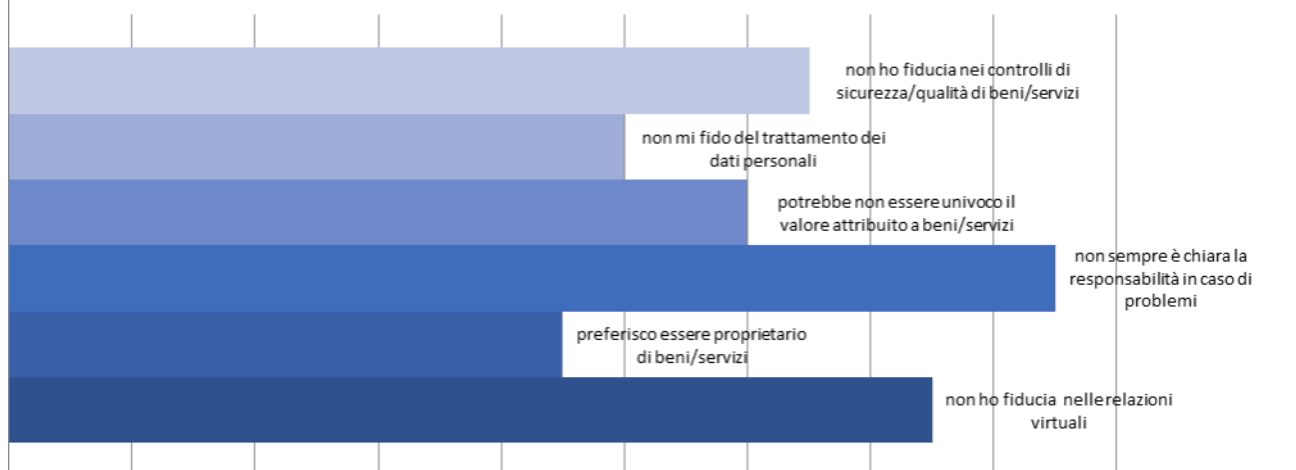 non ho fiducia nei controlli di
sicurezza/qualità di beni/servizi
non mi fido del trattamento dei
dati personali
potrebbe non essere univoco il
valore attribuito a beni/servizi
non sempre è chiara la
responsabilità in caso di
problemi
preferisco essere proprietario
di beni/servizi
non ho fiducia nelle relazioni
virtuali